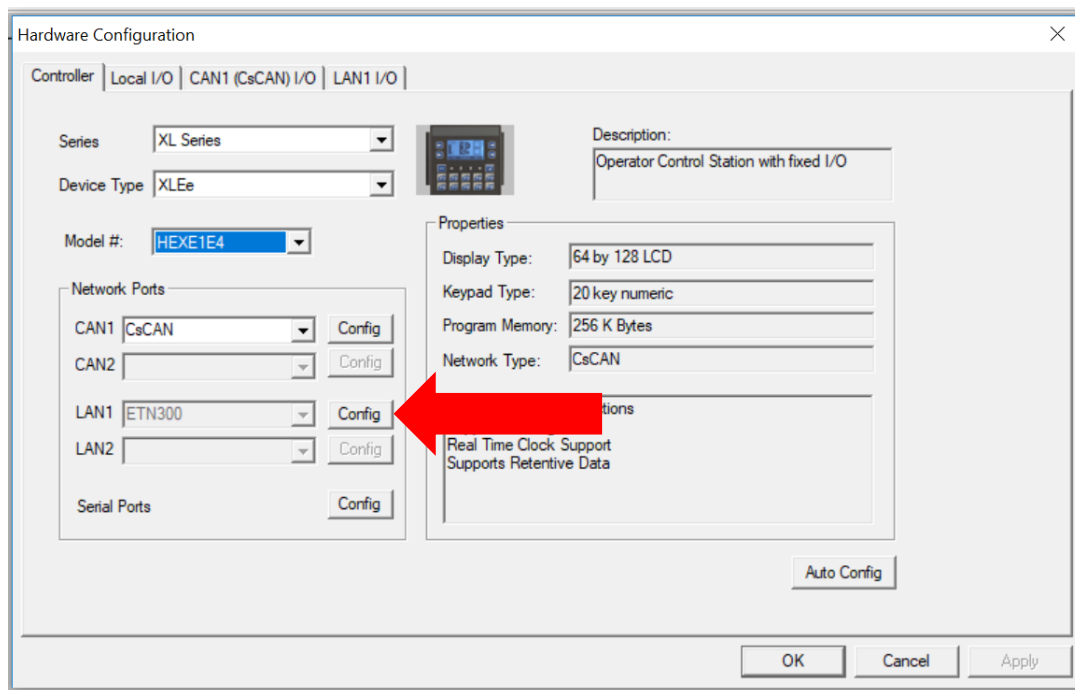 Hardware Configuration
Controller Local I/O CAN1 (CsCAN) I/O LAN1 I/O
Series XL Series
Device Type XLEe
Model #: HEXE1E4
Description:
Operator Control Station with fixed I/O
Network Ports
CAN1 CsCAN Config
CAN2 Config
LAN1 ETN300 Config
LAN2 Config
Serial Ports Config
Properties
Display Type: 64 by 128 LCD
Keypad Type: 20 key numeric
Program Memory: 256 K Bytes
Network Type: CsCAN
Real Time Clock Support
Supports Retentive Data
Auto Config
OK Cancel Apply